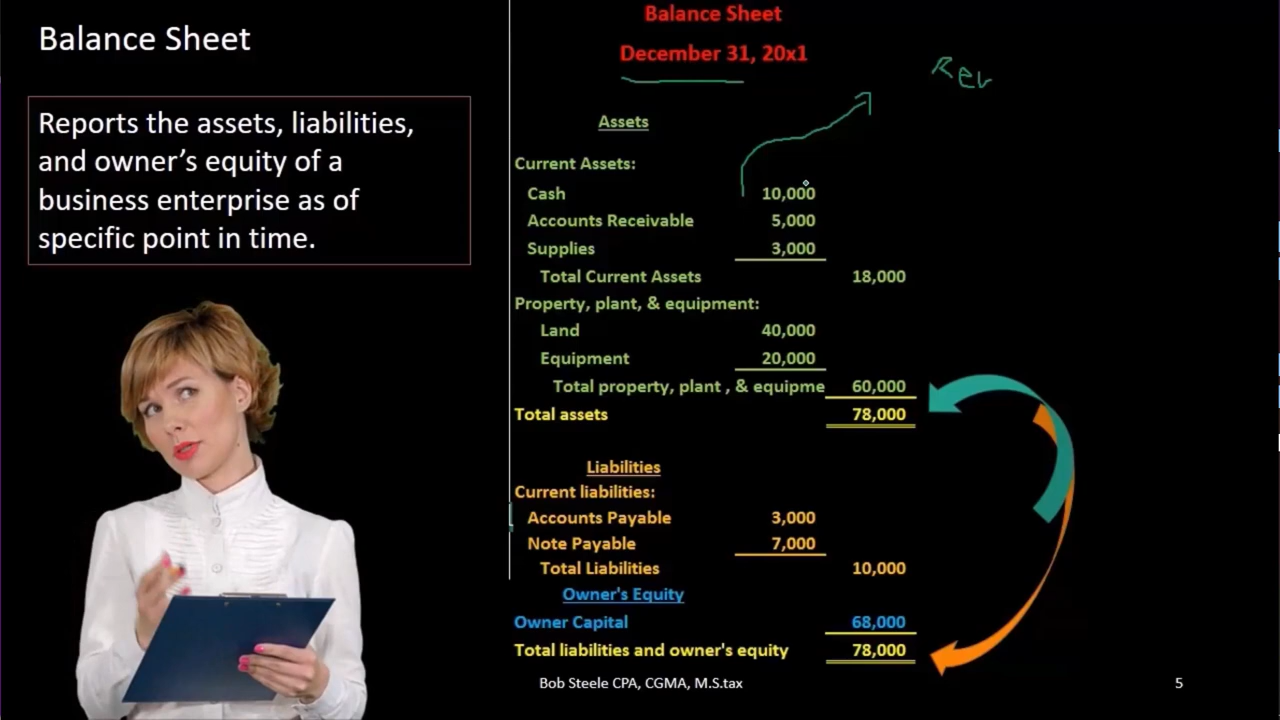 Balance Sheet
Reports the assets, liabilities,
and owner's equity of a
business enterprise as of
specific point in time.
Balance Sheet
December 31, 20x1
Rev
Assets
Current Assets:
Cash 10,000
Accounts Receivable 5,000
Supplies 3,000
Total Current Assets 18,000
Property, plant, & equipment:
Land 40,000
Equipment 20,000
Total property, plant , & equipme 60,000
Total assets 78,000
Liabilities
Current liabilities:
Accounts Payable 3,000
Note Payable 7,000
Total Liabilities 10,000
Owner's Equity
Owner Capital 68,000
Total liabilities and owner's equity 78,000
Bob Steele CPA, CGMA, M.S.tax 5